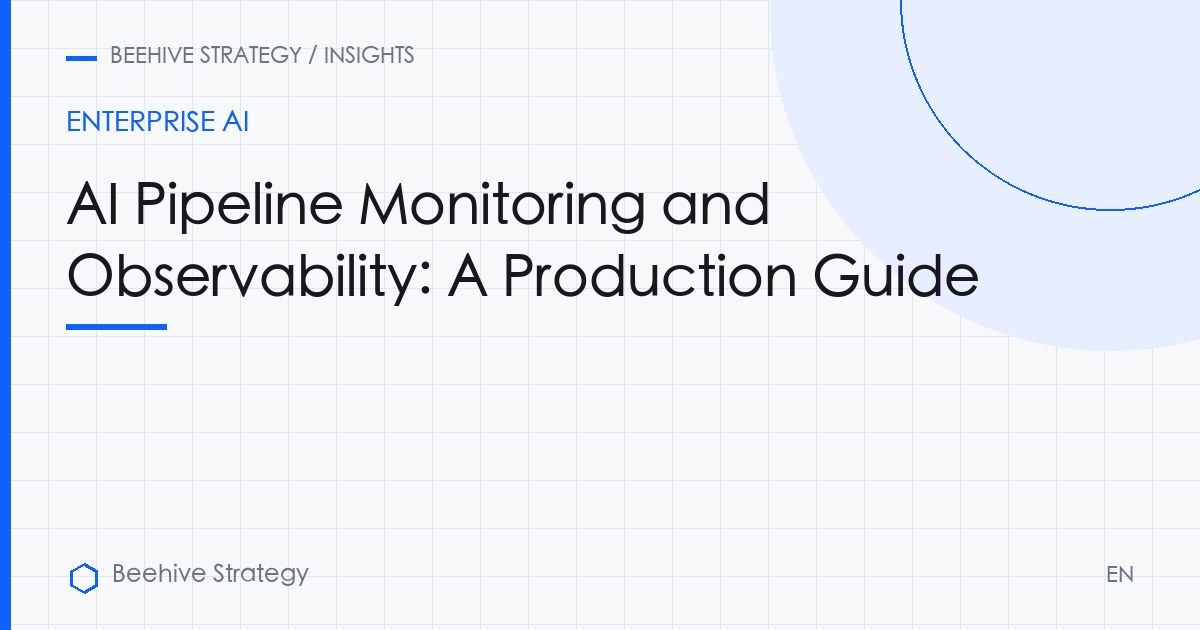 BEEHIVE STRATEGY / INSIGHTS
ENTERPRISE AI
AI Pipeline Monitoring and
Observability: A Production Guide
Beehive Strategy
EN